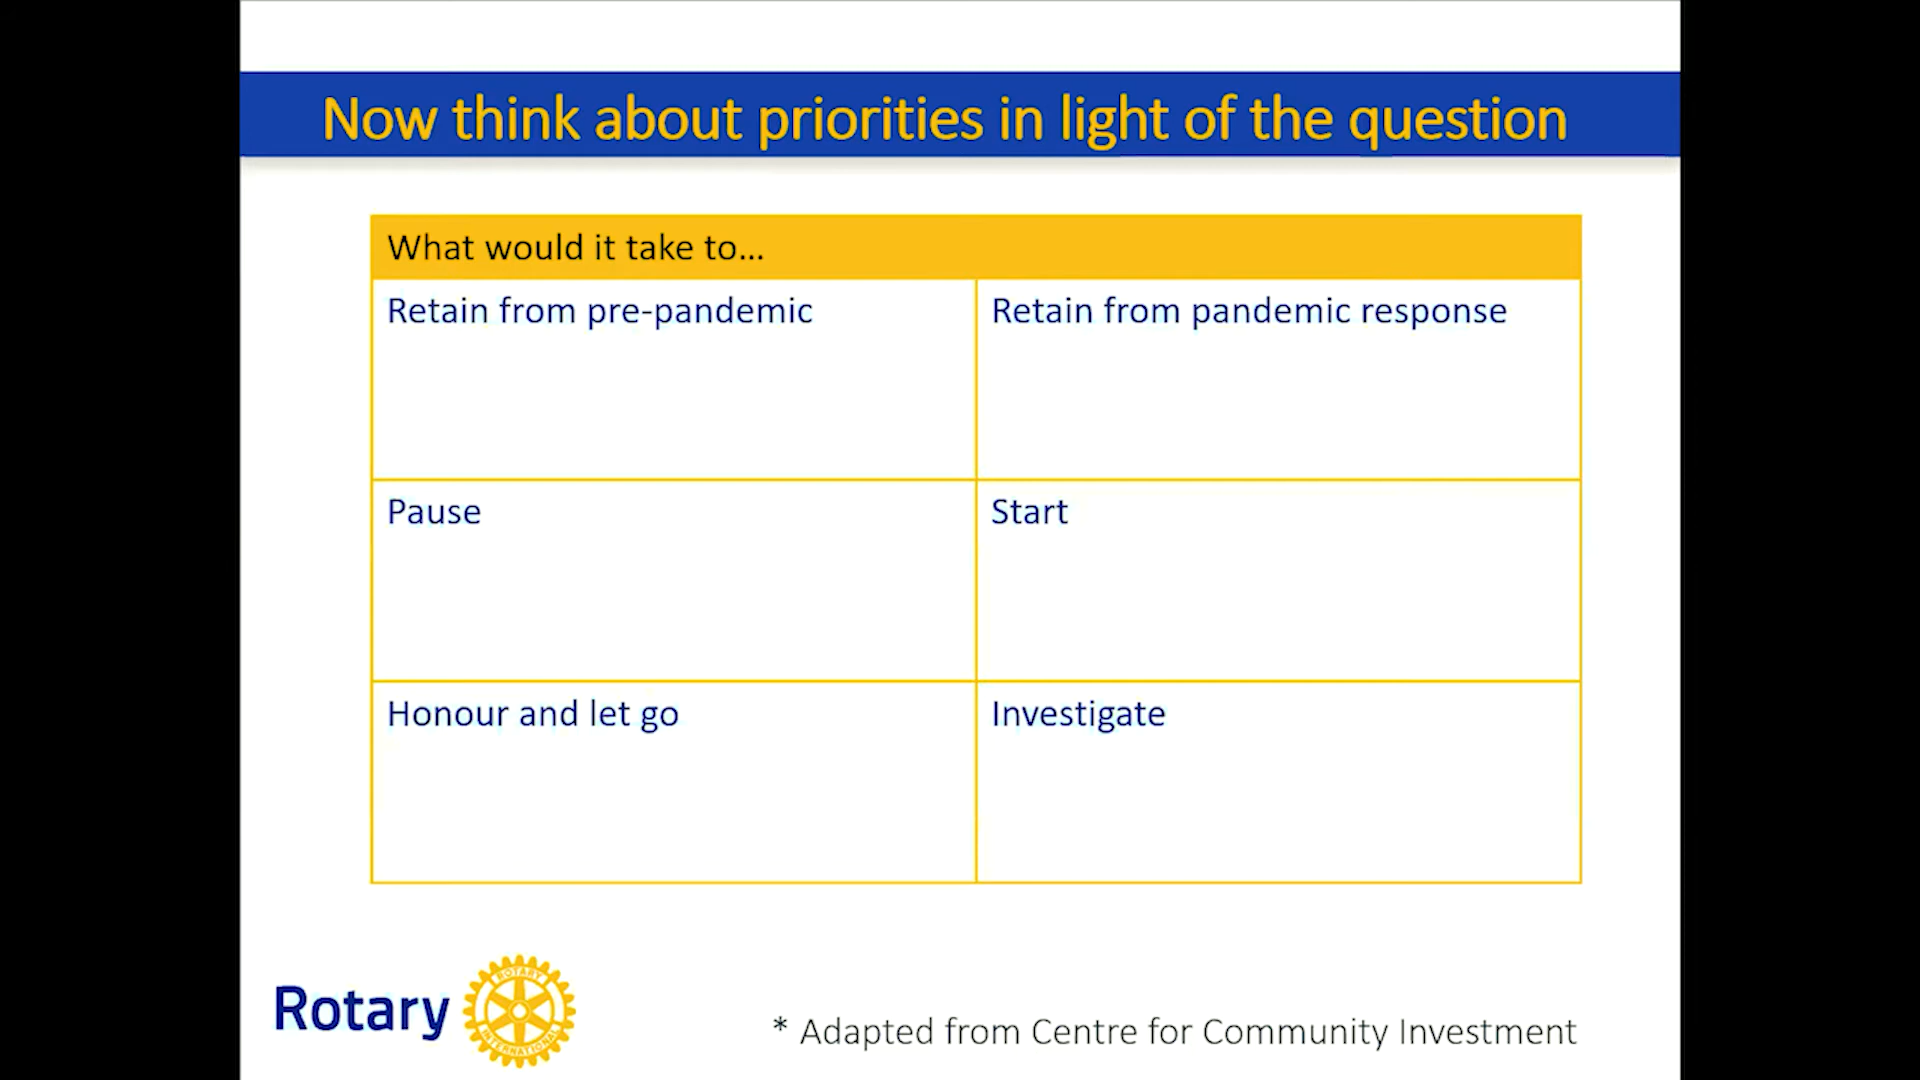 Now think about priorities in light of the question
What would it take to...
Retain from pre-pandemic
Retain from pandemic response
Pause
Start
Honour and let go
Investigate
Rotary
ROTARY
INTERNATIONAL
* Adapted from Centre for Community Investment